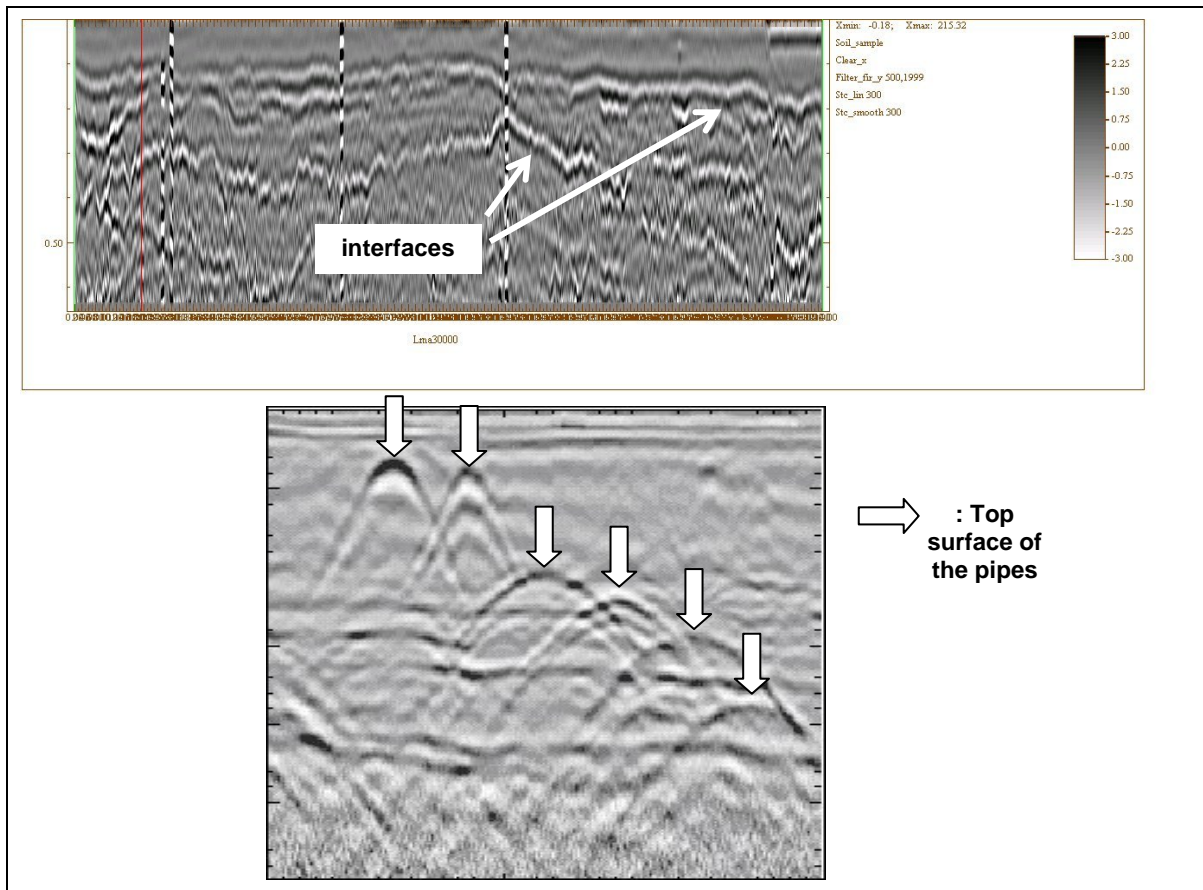 Xmin: -0.18; Xmax: 215.32
Soil_sample
Clear_x
Filter_fir_y 500,1999
Stc_lin 300
Stc_smooth 300
3.00
2.25
1.50
0.75
0.00
-0.75
-1.50
-2.25
-3.00
interfaces
0.50
Lma30000
: Top
surface of
the pipes